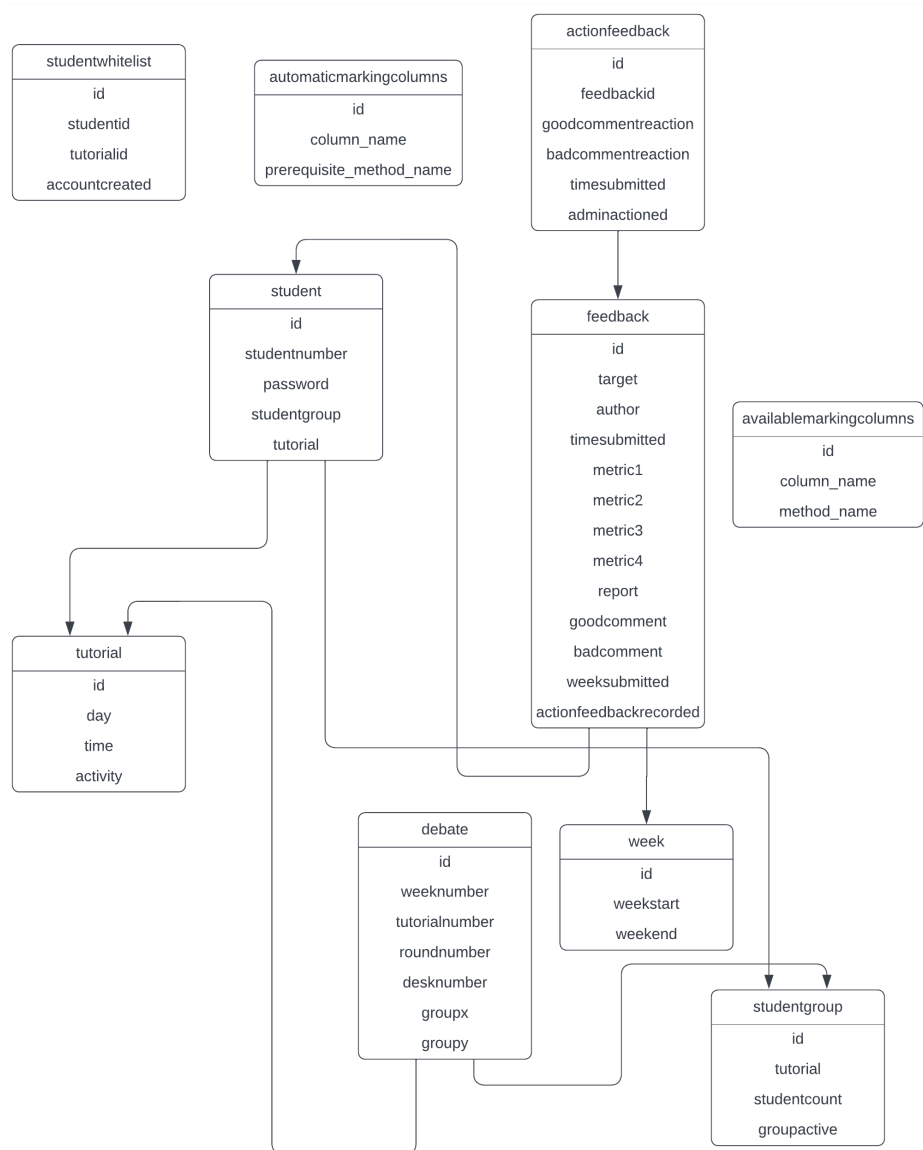 studentwhitelist
id
studentid
tutorialid
accountcreated
automaticmarkingcolumns
id
column_name
prerequisite_method_name
actionfeedback
id
feedbackid
goodcommentreaction
badcommentreaction
timesubmitted
adminactioned
student
id
studentnumber
password
studentgroup
tutorial
feedback
id
target
author
timesubmitted
metric1
metric2
metric3
metric4
report
goodcomment
badcomment
weeksubmitted
actionfeedbackrecorded
availablemarkingcolumns
id
column_name
method_name
tutorial
id
day
time
activity
debate
id
weeknumber
tutorialnumber
roundnumber
desknumber
groupx
groupy
week
id
weekstart
weekend
studentgroup
id
tutorial
studentcount
groupactive